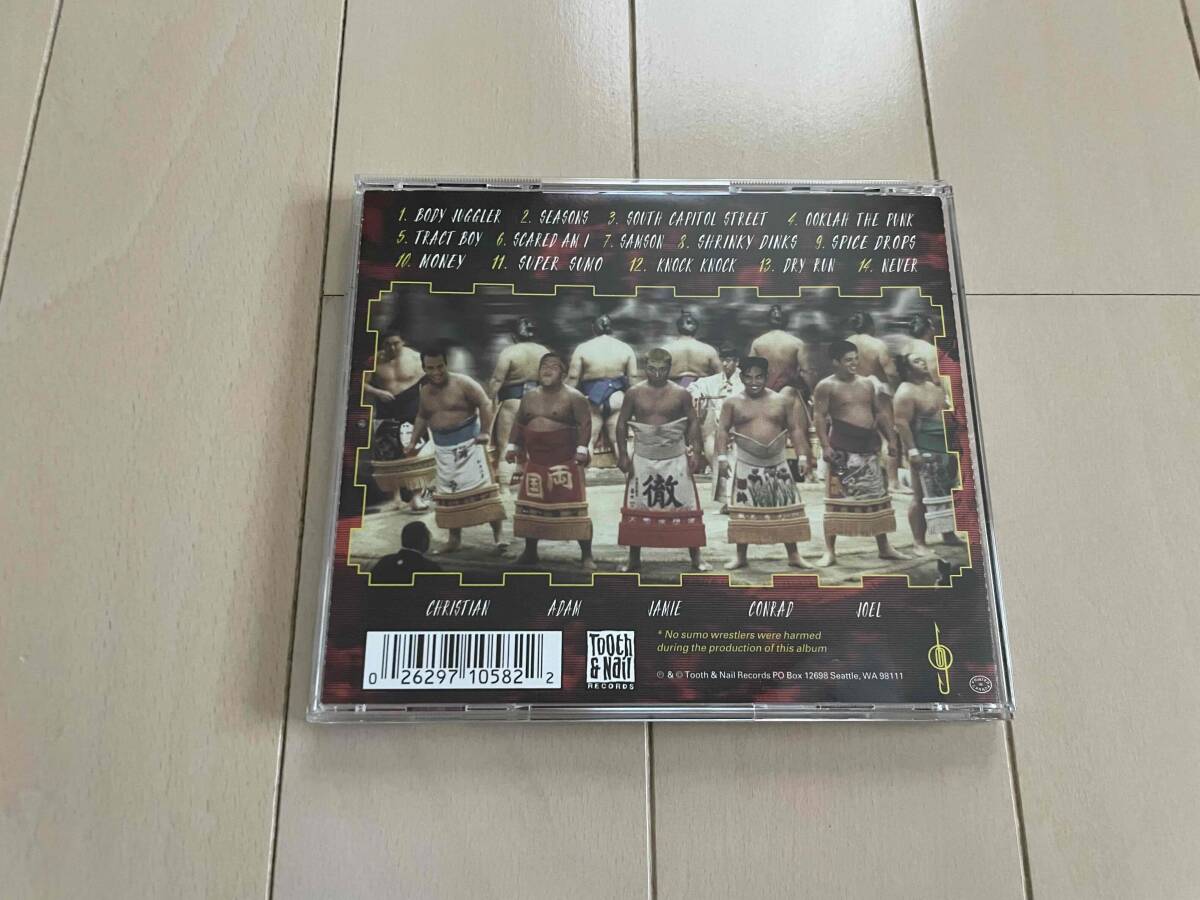 1. BODY JUGGLER 2. SEASONS 3. SOUTH CAPITOL STREET 4. OOKLAH THE PUNK
5. TRACT BOY 6. SCARED AM I 7. SAMSON 8. SHRINKY DINKS 9. SPICE DROPS
10. MONEY 11. SUPER SUMO 12. KNOCK KNOCK 13. DRY RUN 14. NEVER
国両
徹
CHRISTIAN ADAM JAMIE CONRAD JOEL
0 26297 10582 2
Tooth
& Nail
RECORDS
* No sumo wrestlers were harmed
during the production of this album
℗ & © Tooth & Nail Records PO Box 12698 Seattle, WA 98111